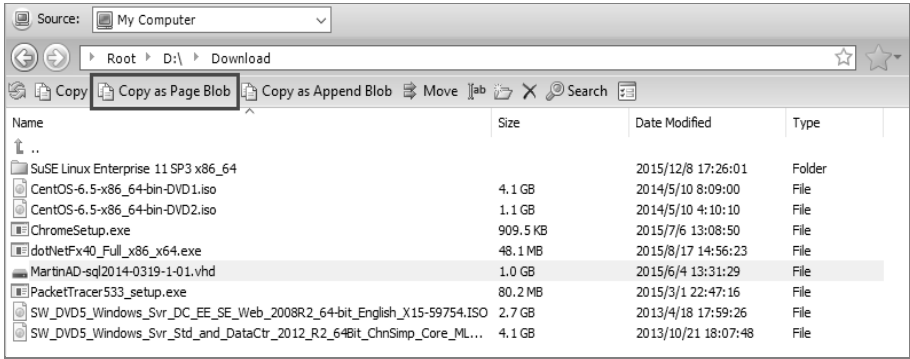 Source: My Computer
Root D:\ Download
Copy Copy as Page Blob Copy as Append Blob Move ab Search
Name Size Date Modified Type
..
SuSE Linux Enterprise 11 SP3 x86_64 2015/12/8 17:26:01 Folder
CentOS-6.5-x86_64-bin-DVD1.iso 4.1 GB 2014/5/10 8:09:00 File
CentOS-6.5-x86_64-bin-DVD2.iso 1.1 GB 2014/5/10 4:10:10 File
ChromeSetup.exe 909.5 KB 2015/7/6 13:08:50 File
dotNetFx40_Full_x86_x64.exe 48.1 MB 2015/8/17 14:56:23 File
MartinAD-sql2014-0319-1-01.vhd 1.0 GB 2015/6/4 13:31:29 File
PacketTracer533_setup.exe 80.2 MB 2015/3/1 22:47:16 File
SW_DVD5_Windows_Svr_DC_EE_SE_Web_2008R2_64-bit_English_X15-59754.ISO 2.7 GB 2013/4/18 17:59:26 File
SW_DVD5_Windows_Svr_Std_and_DataCtr_2012_R2_64Bit_ChnSimp_Core_ML... 4.1 GB 2013/10/21 18:07:48 File